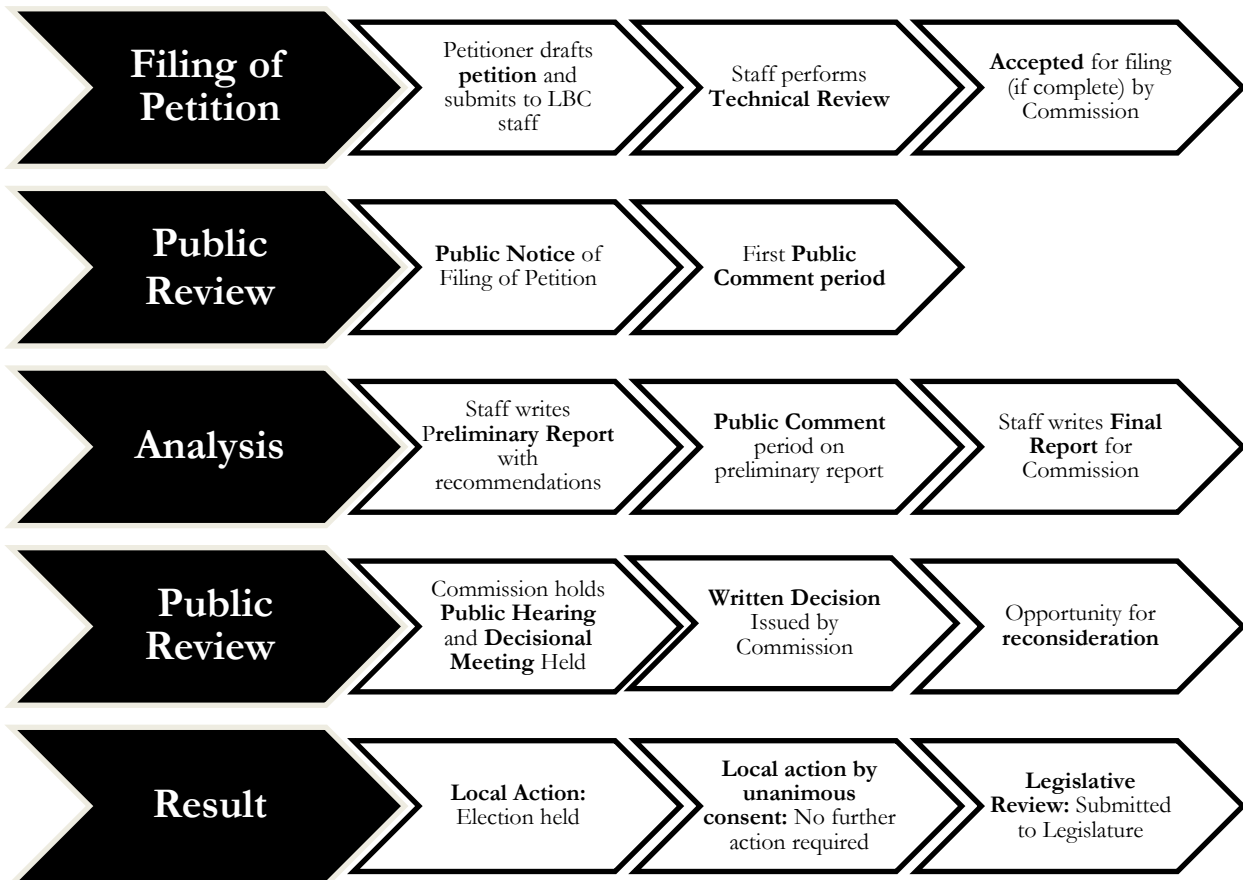 Filing of
Petition
Petitioner drafts
petition and
submits to LBC
staff
Staff performs
Technical Review
Accepted for filing
(if complete) by
Commission
Public
Review
Public Notice of
Filing of Petition
First Public
Comment period
Analysis
Staff writes
Preliminary Report
with
recommendations
Public Comment
period on
preliminary report
Staff writes Final
Report for
Commission
Public
Review
Commission holds
Public Hearing
and Decisional
Meeting Held
Written Decision
Issued by
Commission
Opportunity for
reconsideration
Result
Local Action:
Election held
Local action by
unanimous
consent: No further
action required
Legislative
Review: Submitted
to Legislature